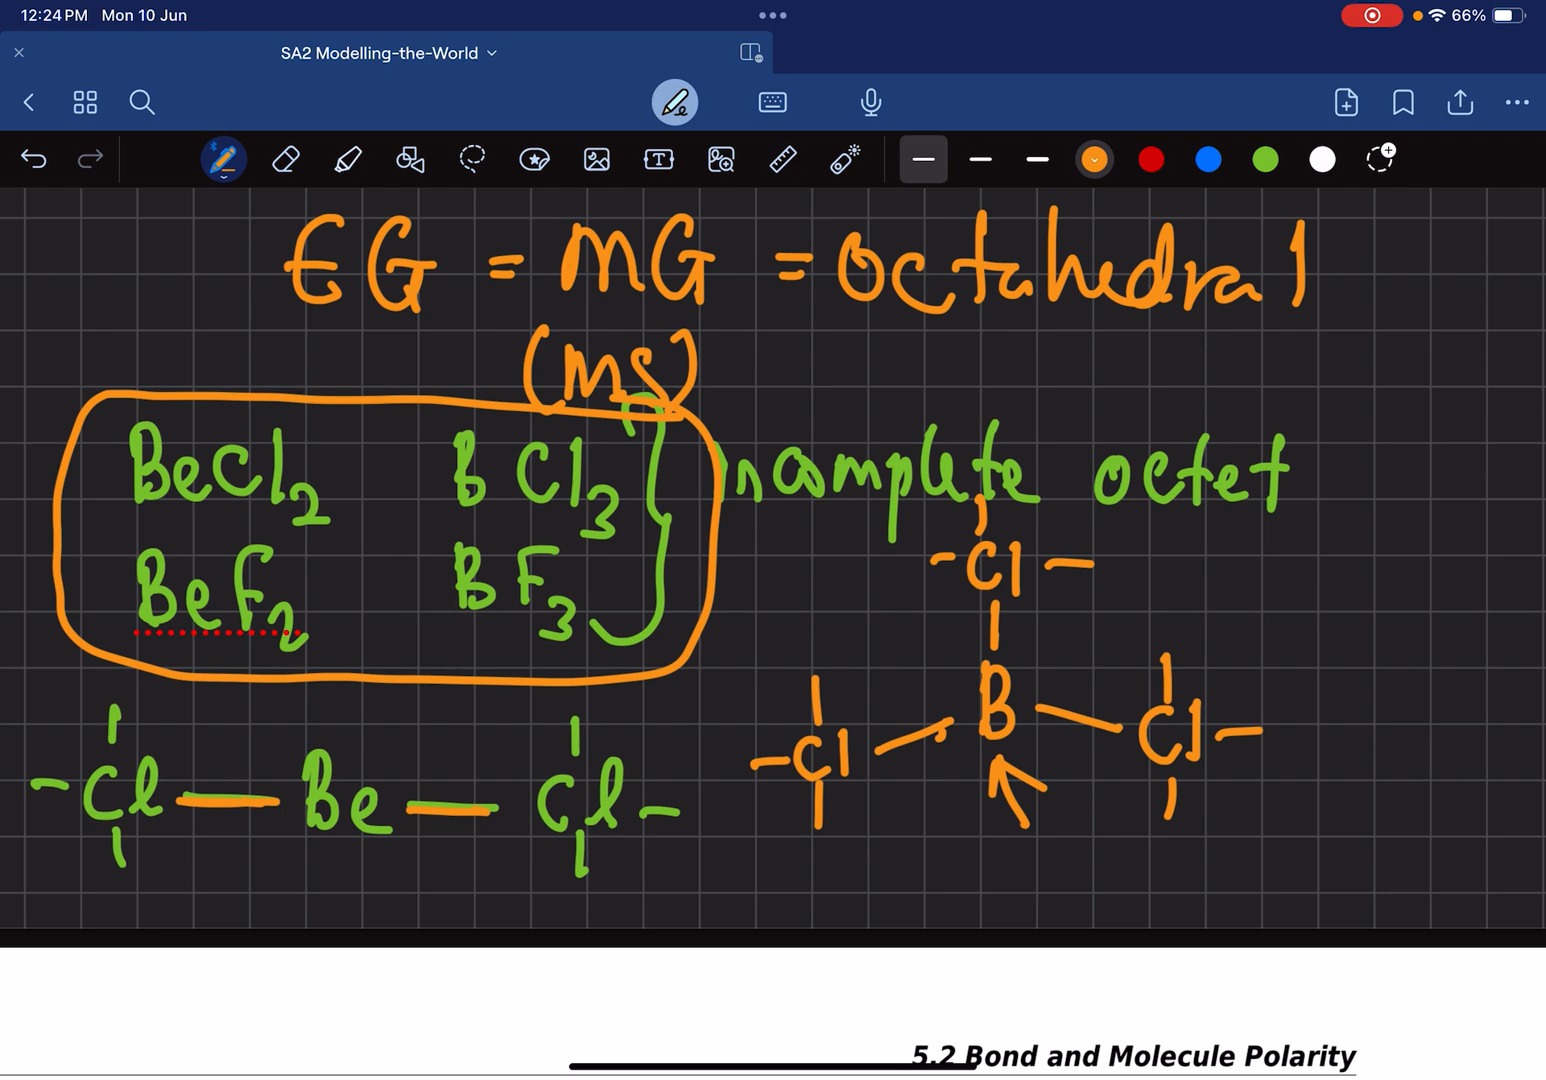 12:24 PM Mon 10 Jun
66%
SA2 Modelling-the-World
EG = MG = Octahedral
(MS)
BeCl2 BCl3 incomplete octet
BeF2 BF3
-Cl-
B
-Cl Cl-
-Cl — Be — Cl-
5.2 Bond and Molecule Polarity